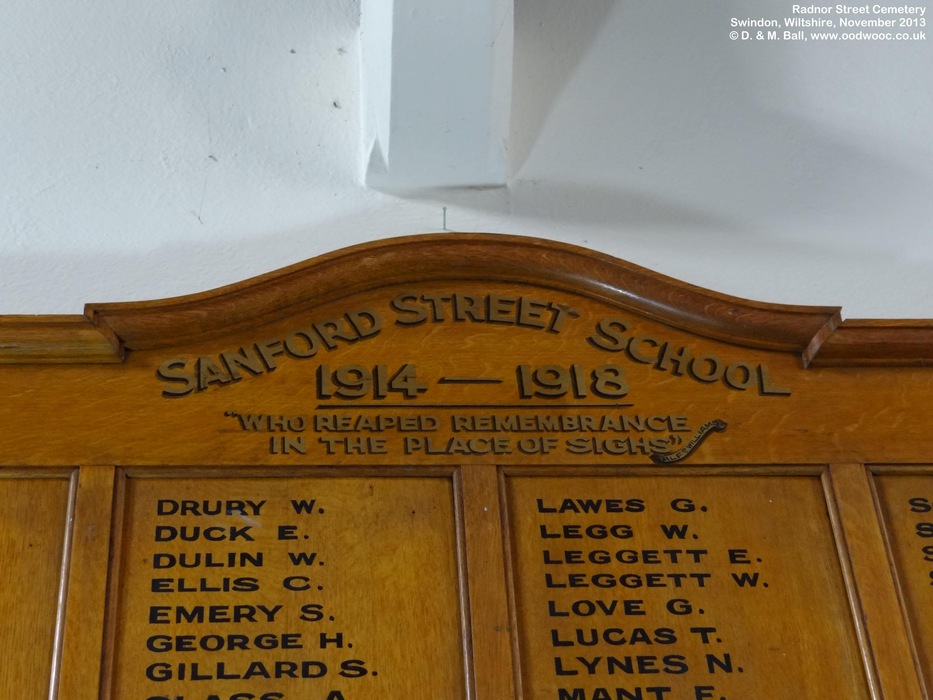 Radnor Street Cemetery
Swindon, Wiltshire, November 2013
© D. & M. Ball, www.oodwooc.co.uk
SANFORD STREET SCHOOL
1914 — 1918
"WHO REAPED REMEMBRANCE
IN THE PLACE OF SIGHS"
DRURY W.
DUCK E.
DULIN W.
ELLIS C.
EMERY S.
GEORGE H.
GILLARD S.
GLASS A.
LAWES G.
LEGG W.
LEGGETT E.
LEGGETT W.
LOVE G.
LUCAS T.
LYNES N.
MANT F.